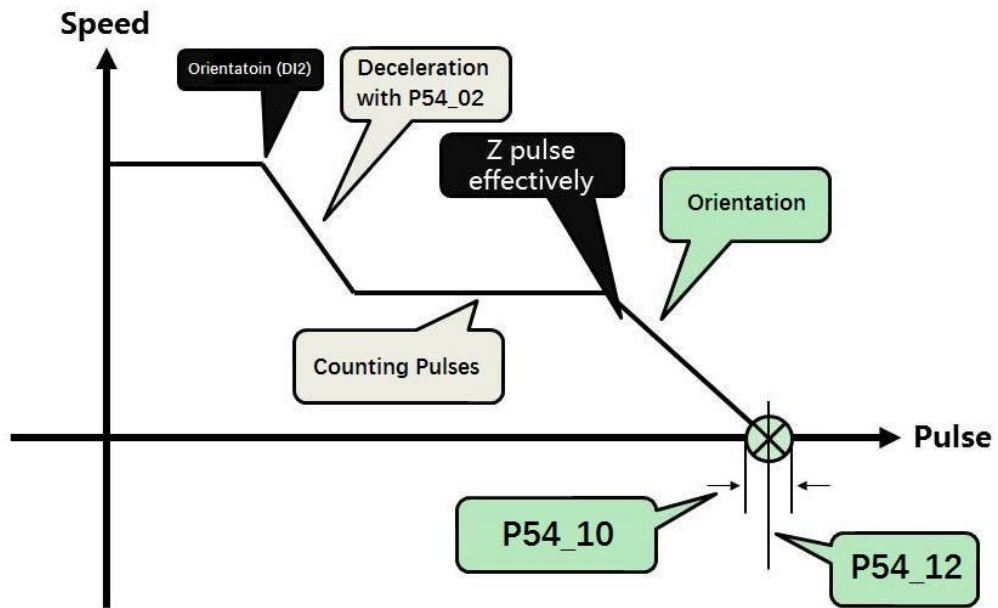 Speed
Orientatoin (DI2)
Deceleration
with P54_02
Z pulse
effectively
Orientation
Counting Pulses
Pulse
P54_10
P54_12